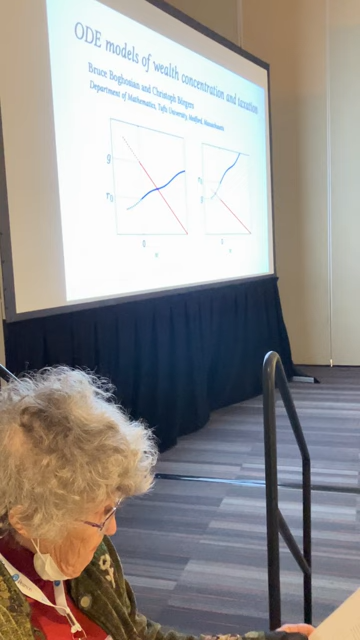 ODE models of wealth concentration and taxation
Bruce Boghosian and Christoph Börgers
Department of Mathematics, Tufts University, Medford, Massachusetts